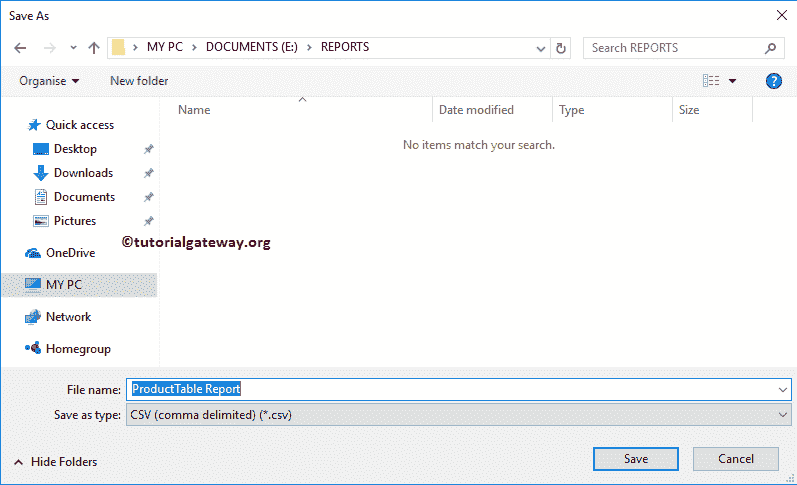 Save As
MY PC > DOCUMENTS (E:) > REPORTS
Search REPORTS
Organise
New folder
?
Name
Date modified
Type
Size
No items match your search.
Quick access
Desktop
Downloads
Documents
Pictures
©tutorialgateway.org
OneDrive
MY PC
Network
Homegroup
File name: ProductTable Report
Save as type: CSV (comma delimited) (*.csv)
Hide Folders
Save
Cancel